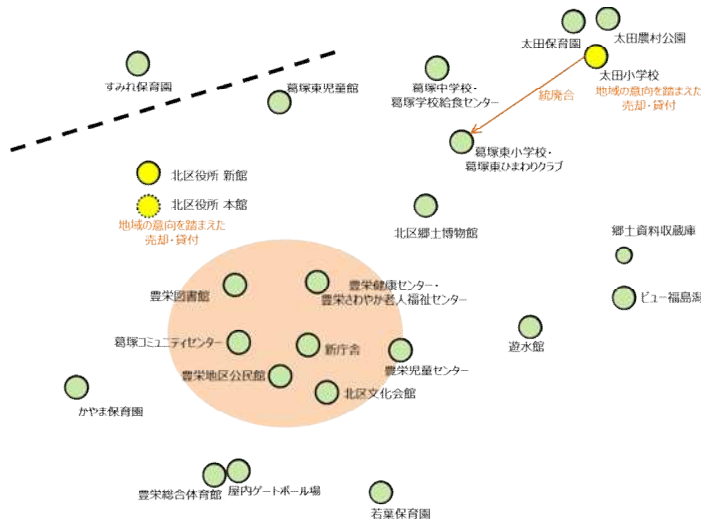 太田保育園
太田農村公園
太田小学校
地域の意向を踏まえた
売却・貸付
統廃合
すみれ保育園
葛塚東児童館
葛塚中学校・
葛塚学校給食センター
葛塚東小学校・
葛塚東ひまわりクラブ
北区役所 新館
北区役所 本館
地域の意向を踏まえた
売却・貸付
北区郷土博物館
郷土資料収蔵庫
ビュー福島潟
豊栄図書館
豊栄健康センター・
豊栄さわやか老人福祉センター
遊水館
葛塚コミュニティセンター
新庁舎
豊栄児童センター
豊栄地区公民館
北区文化会館
かやま保育園
豊栄総合体育館
屋内ゲートボール場
若葉保育園